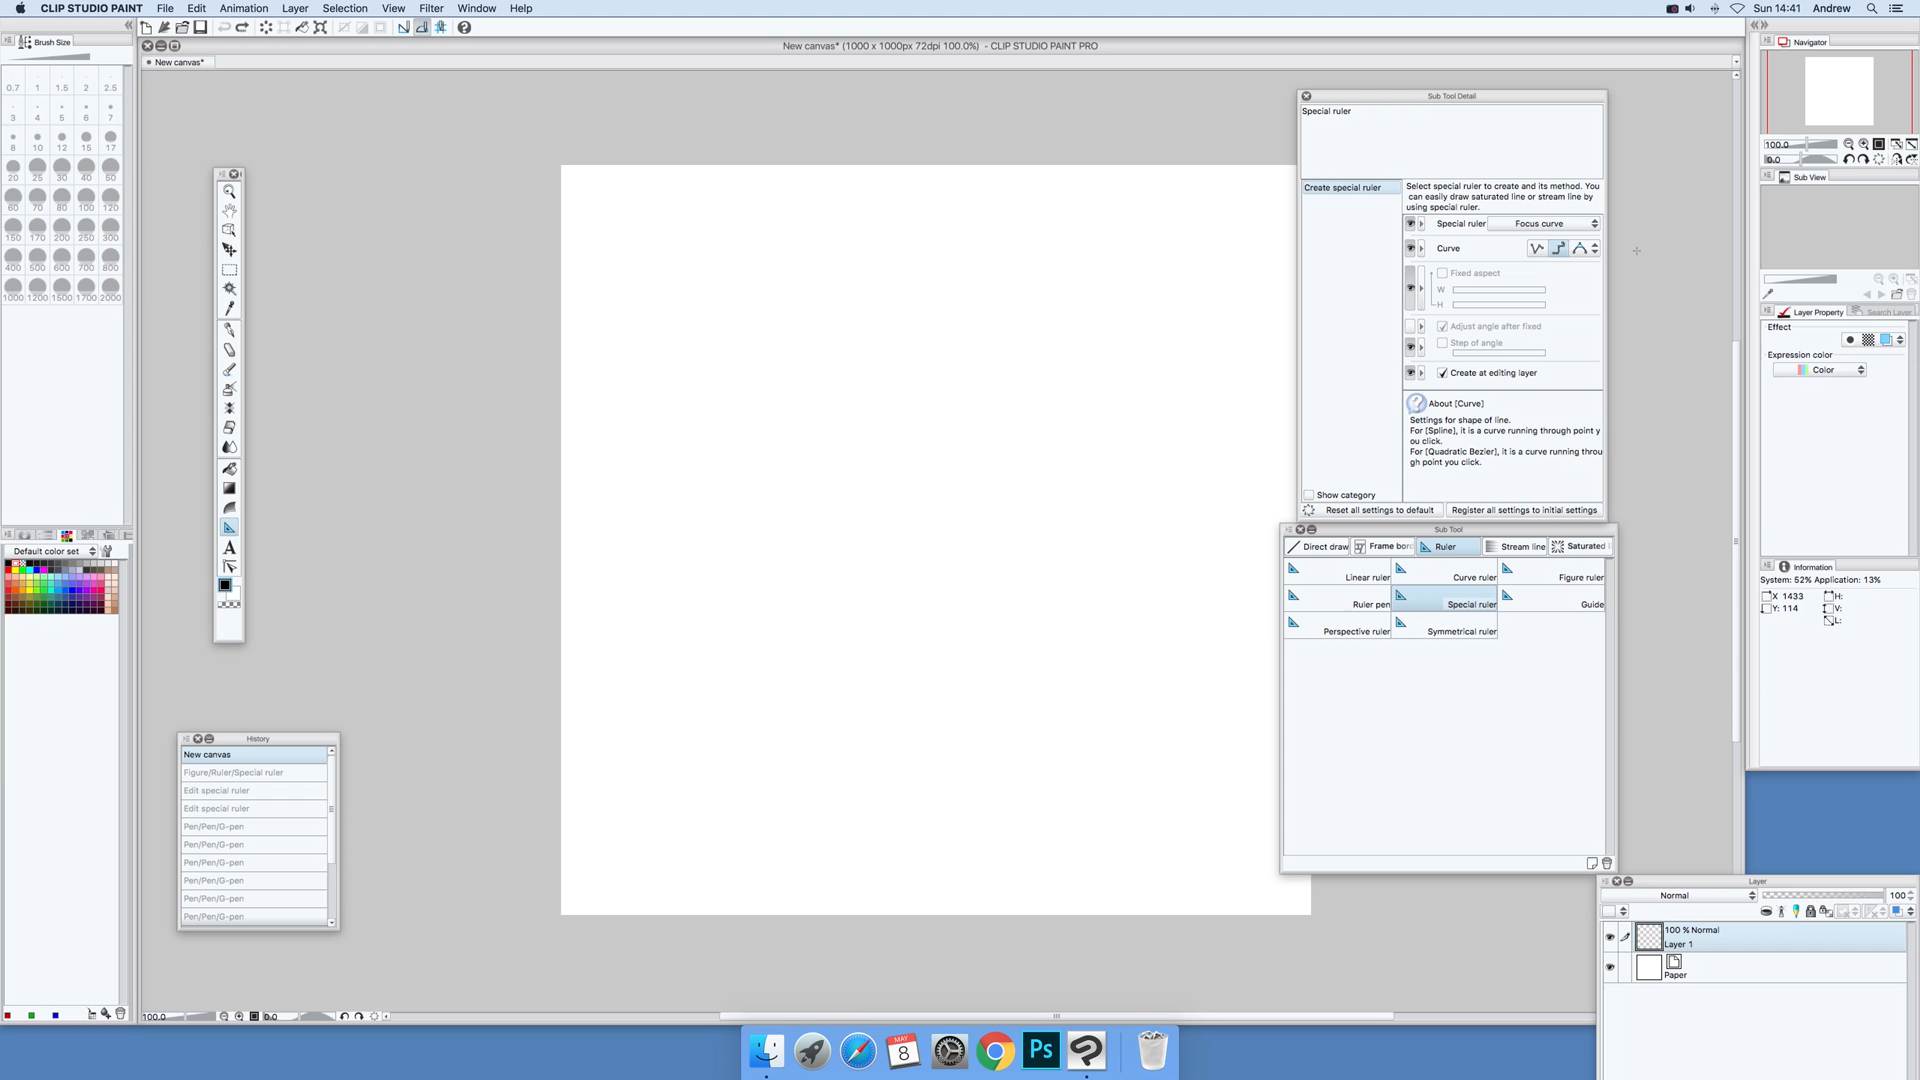 CLIP STUDIO PAINT File Edit Animation Layer Selection View Filter Window Help
Sun 14:41 Andrew
New canvas* (1000 x 1000px 72dpi 100.0%) - CLIP STUDIO PAINT PRO
New canvas*
Brush Size
0.7 1 1.5 2 2.5
3 4 5 6 7
8 10 12 15 17
20 25 30 40 50
60 70 80 100 120
150 170 200 250 300
400 500 600 700 800
1000 1200 1500 1700 2000
Default color set
History
New canvas
Figure/Ruler/Special ruler
Edit special ruler
Edit special ruler
Pen/Pen/G-pen
Pen/Pen/G-pen
Pen/Pen/G-pen
Pen/Pen/G-pen
Pen/Pen/G-pen
Pen/Pen/G-pen
100.0 0.0
Sub Tool Detail
Special ruler
Create special ruler
Select special ruler to create and its method. You
can easily draw saturated line or stream line by
using special ruler.
Special ruler Focus curve
Curve
Fixed aspect
W
H
Adjust angle after fixed
Step of angle
Create at editing layer
About [Curve]
Settings for shape of line.
For [Spline], it is a curve running through point y
ou click.
For [Quadratic Bezier], it is a curve running throu
gh point you click.
Show category
Reset all settings to default Register all settings to initial settings
Sub Tool
Direct draw Frame bord Ruler Stream line Saturated l
Linear ruler Curve ruler Figure ruler
Ruler pen Special ruler Guide
Perspective ruler Symmetrical ruler
Navigator
100.0
0.0
Sub View
Layer Property Search Layer
Effect
Expression color
Color
Information
System: 52% Application: 13%
X 1433 H:
Y: 114 V:
L:
Layer
Normal 100
100 % Normal
Layer 1
Paper
MAY
8
Ps